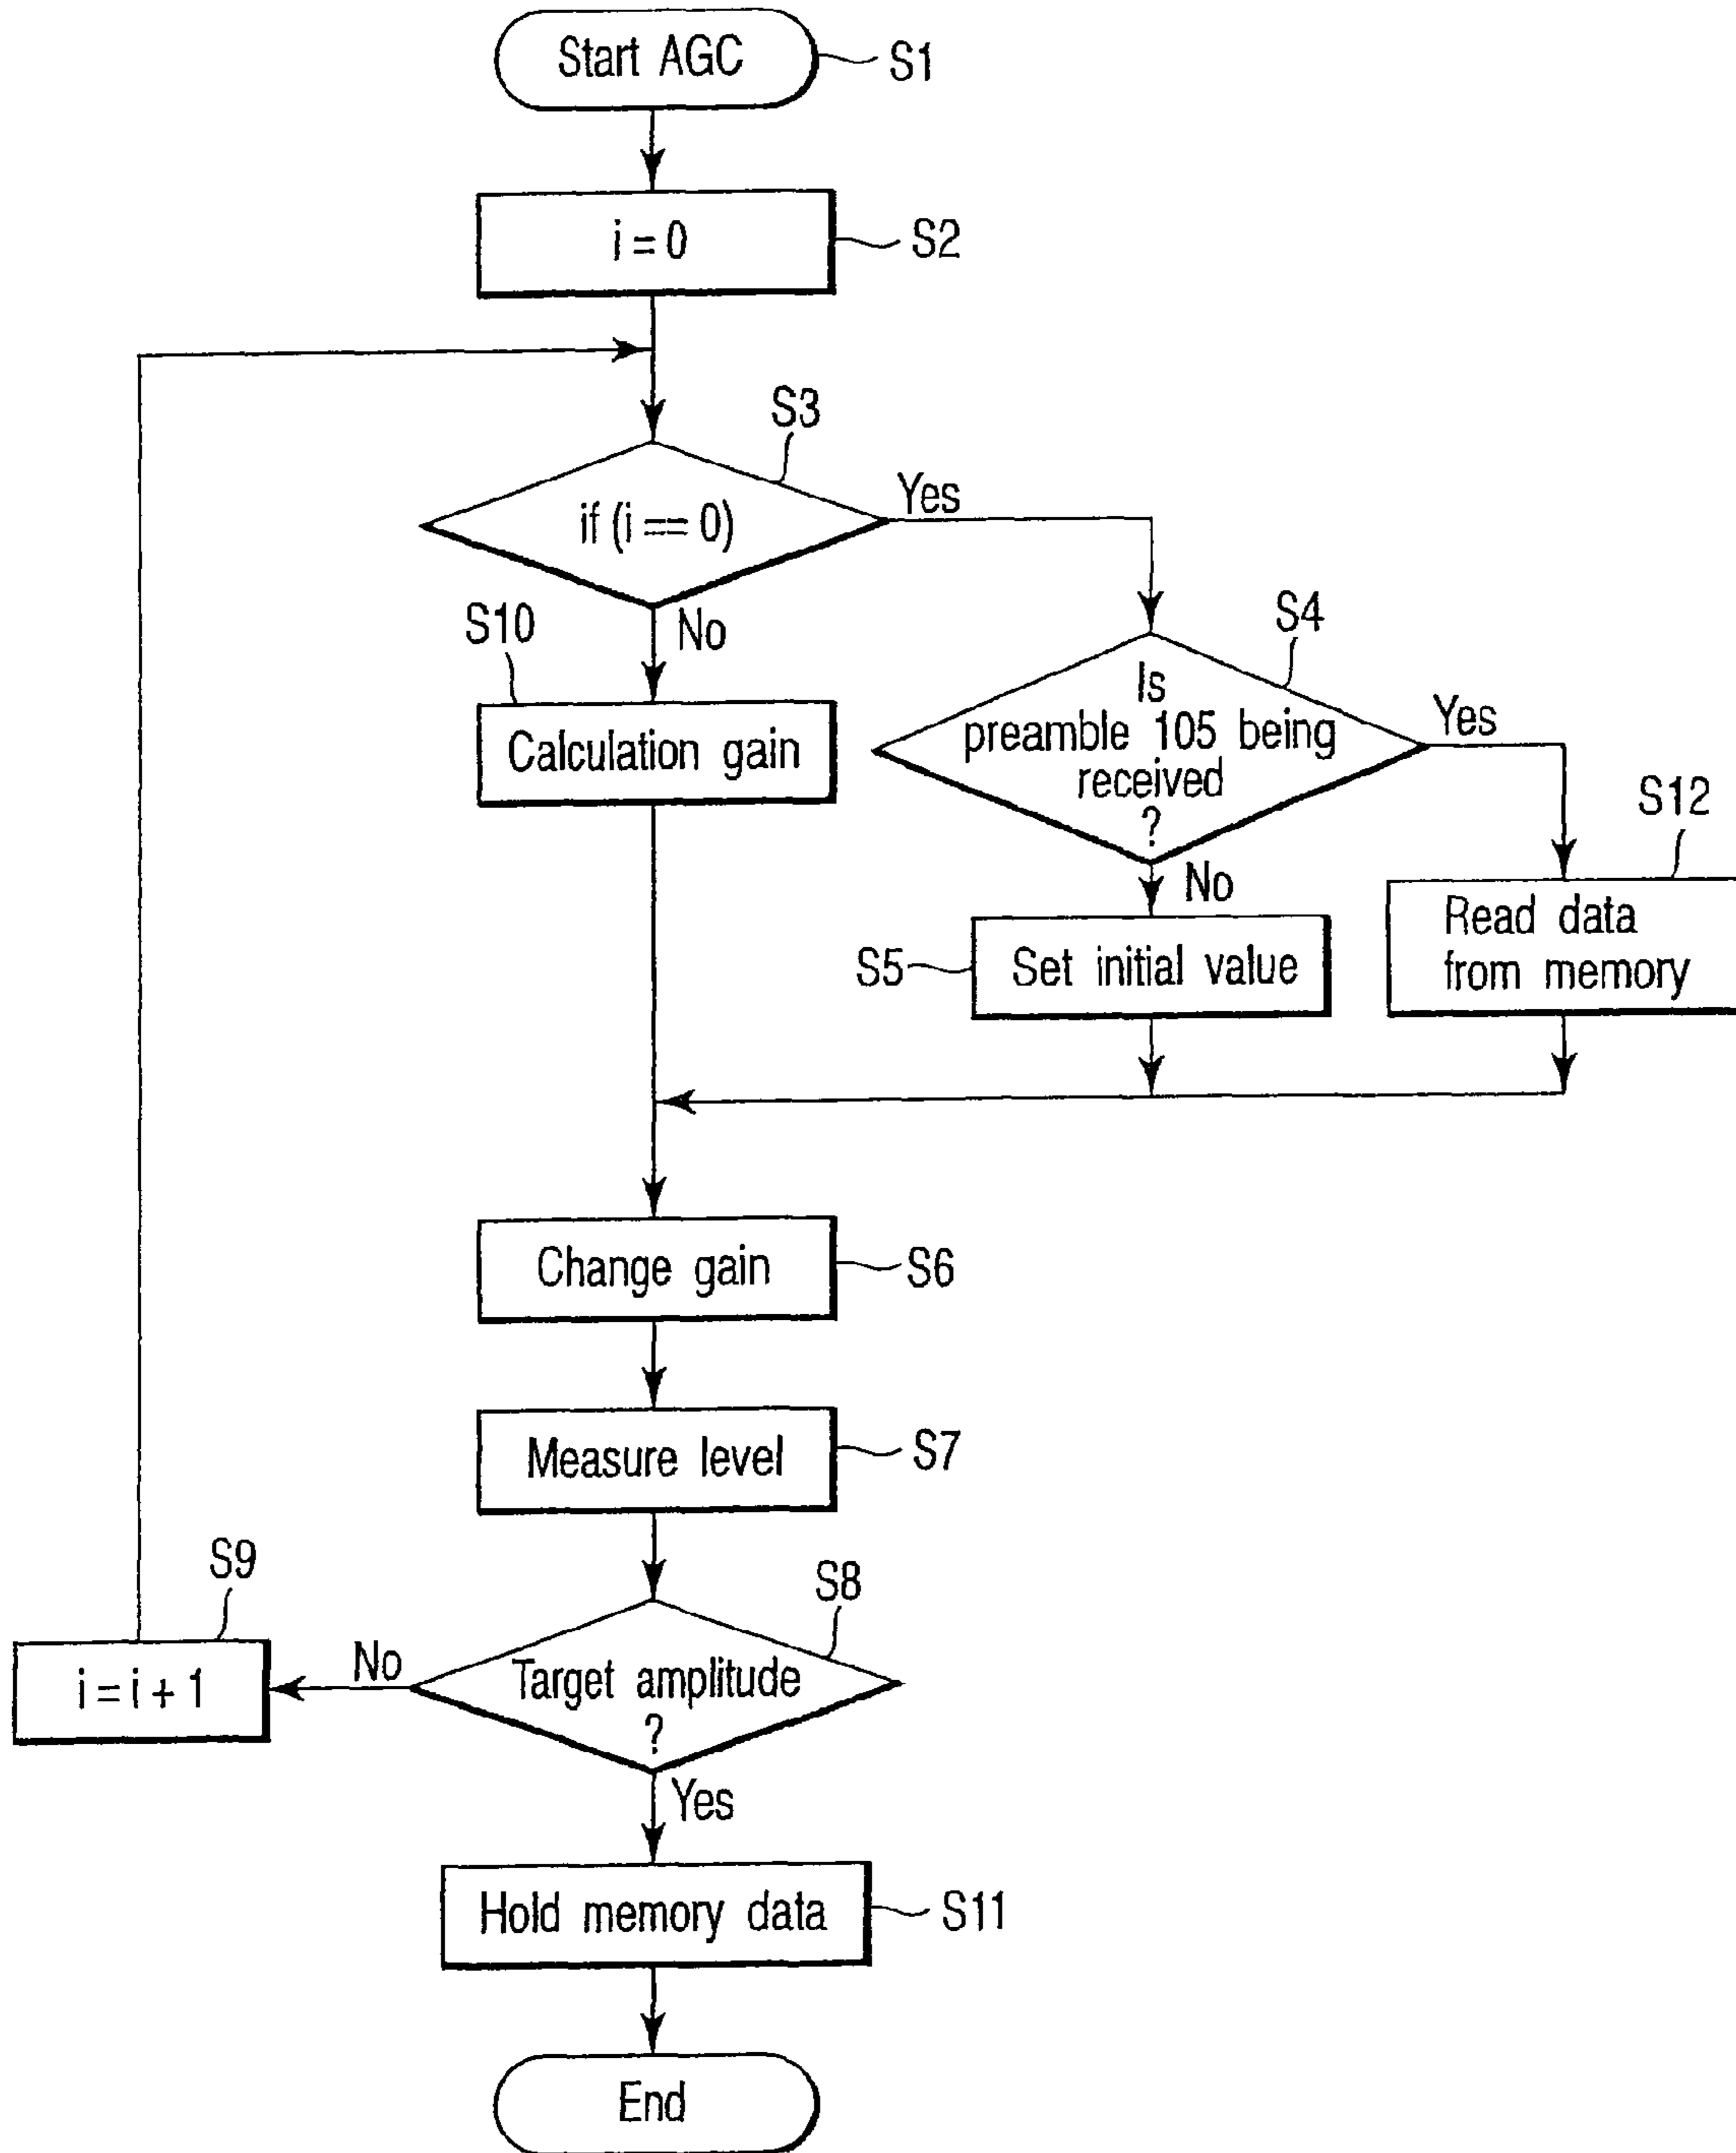 Start AGC
S1
i = 0
S2
S3
if (i == 0)
Yes
No
S10
Calculation gain
S4
Is
preamble 105 being
received
?
Yes
No
S12
Read data
from memory
S5
Set initial value
Change gain
S6
Measure level
S7
S9
i = i + 1
No
S8
Target amplitude
?
Yes
Hold memory data
S11
End